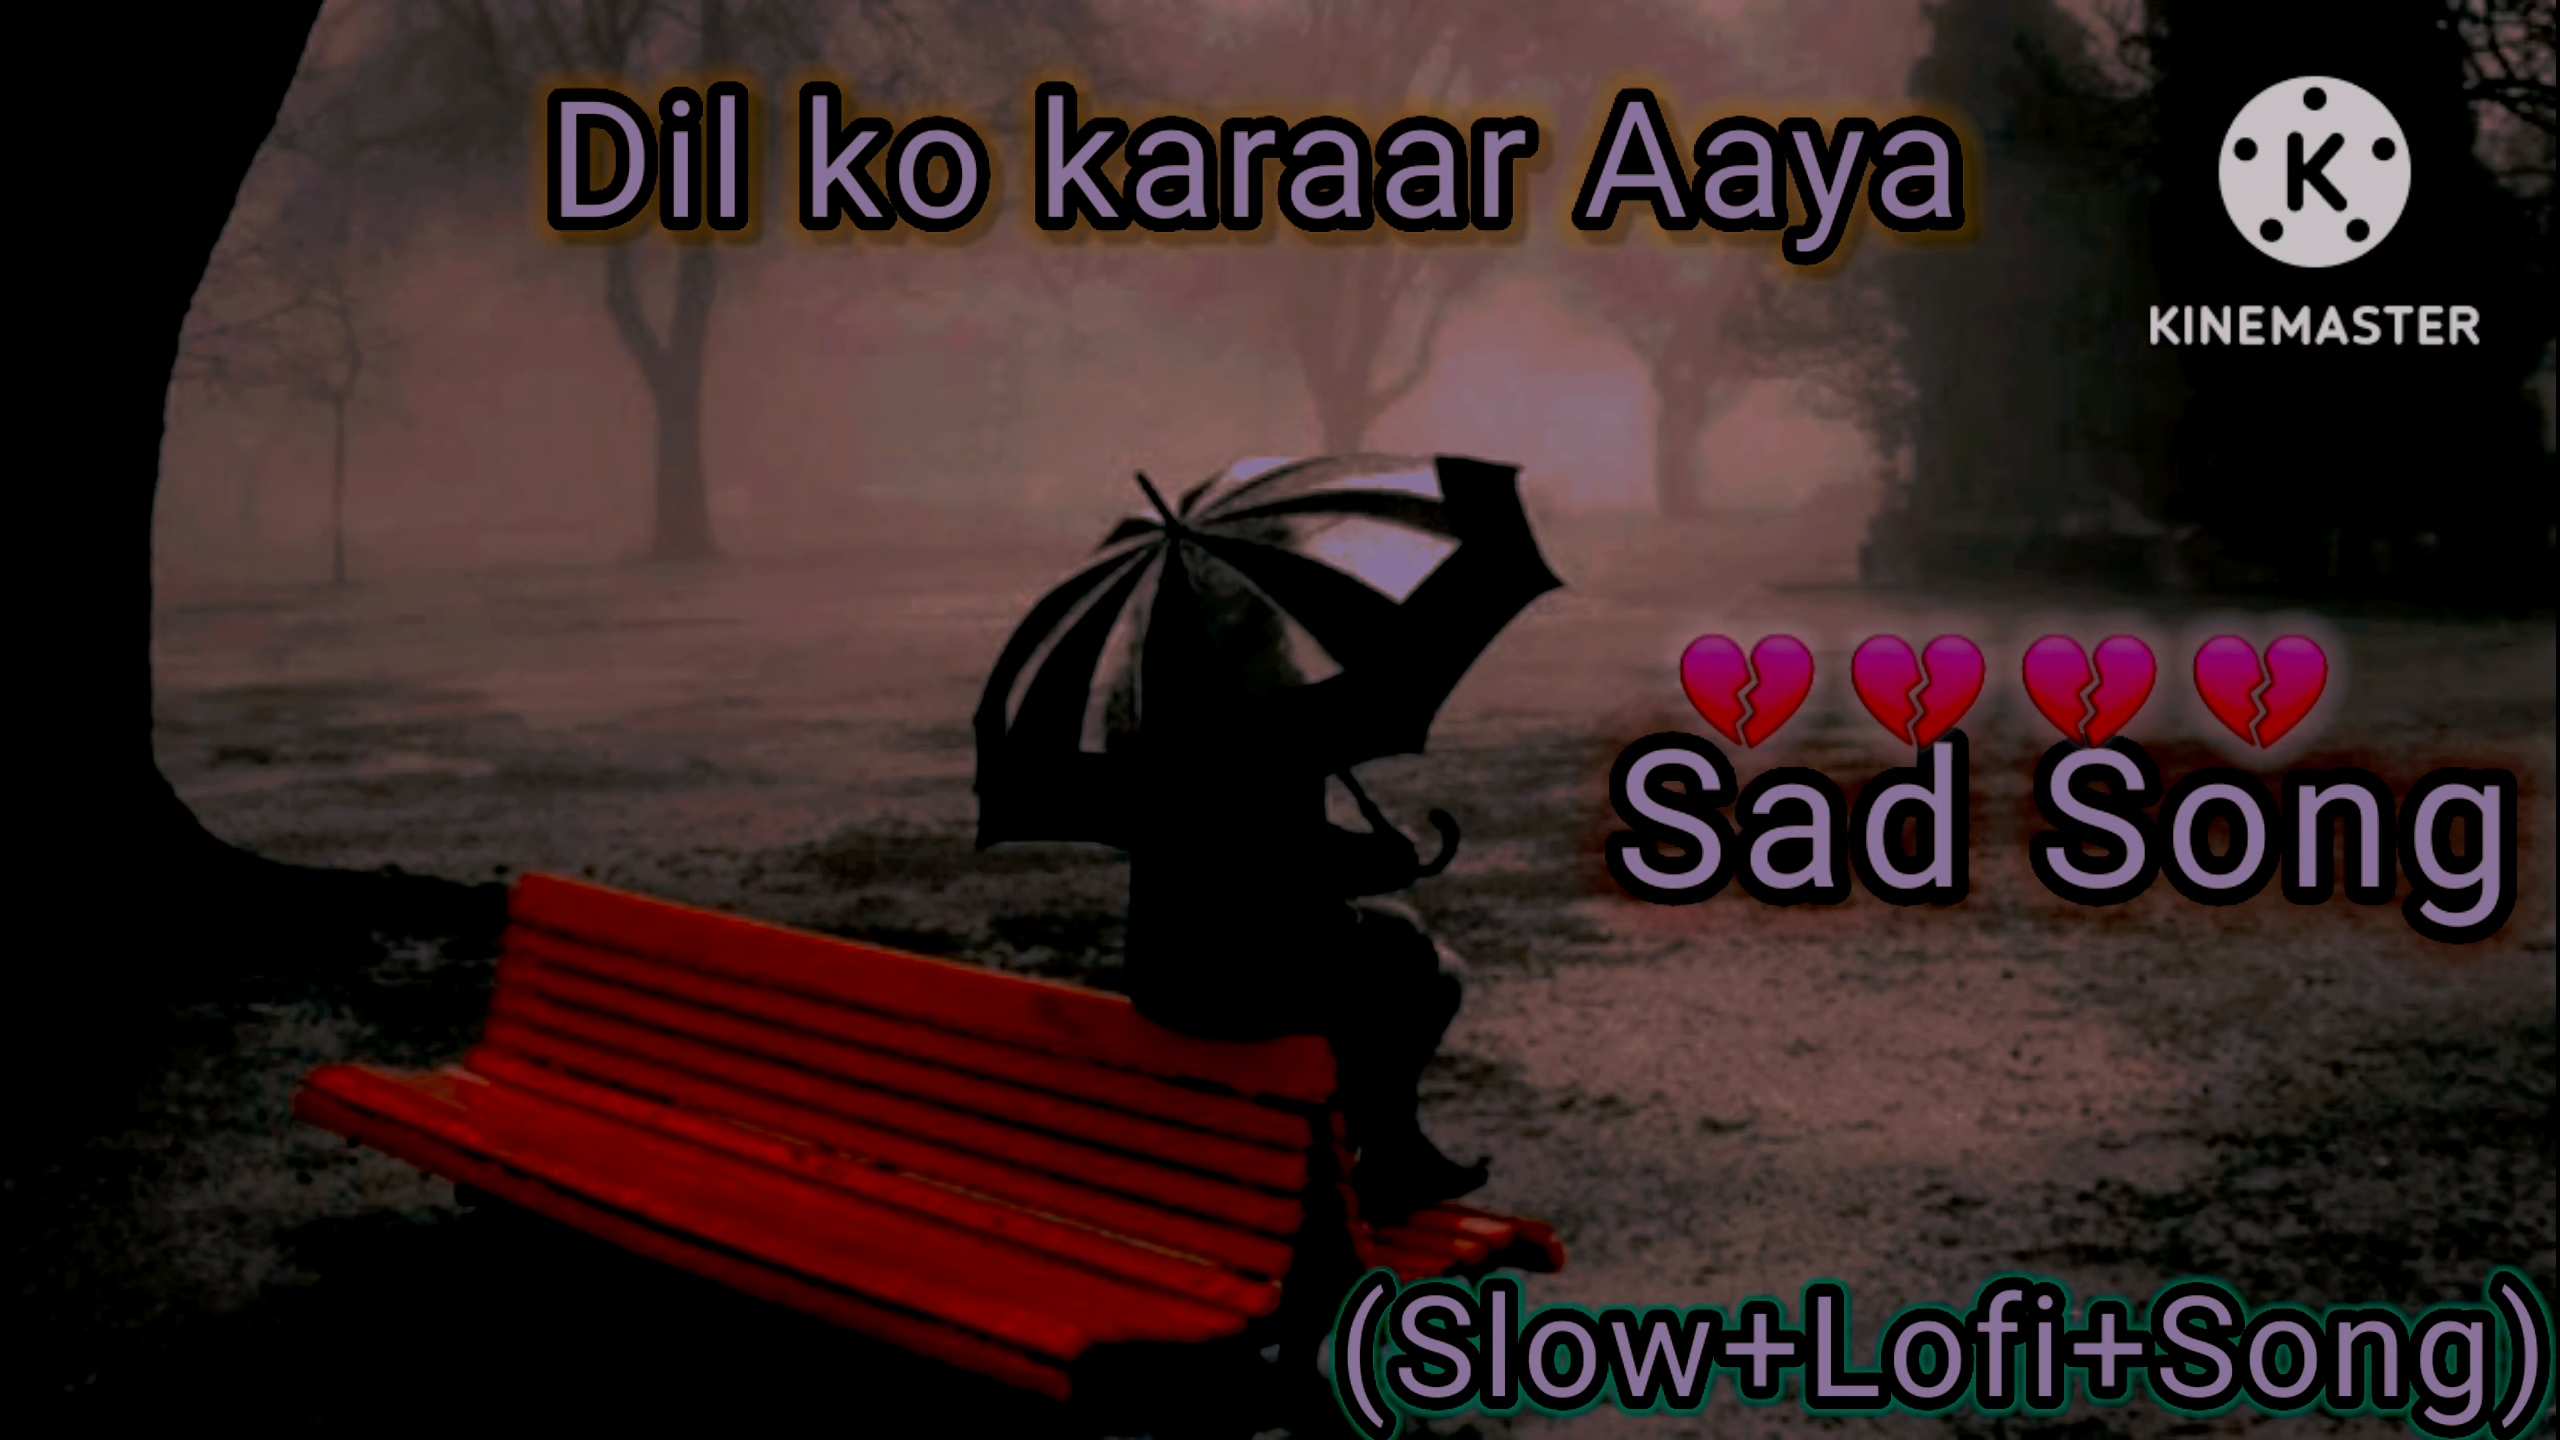 Dil ko karaar Aaya
K
KINEMASTER
💔💔💔💔
Sad Song
(Slow+Lofi+Song)